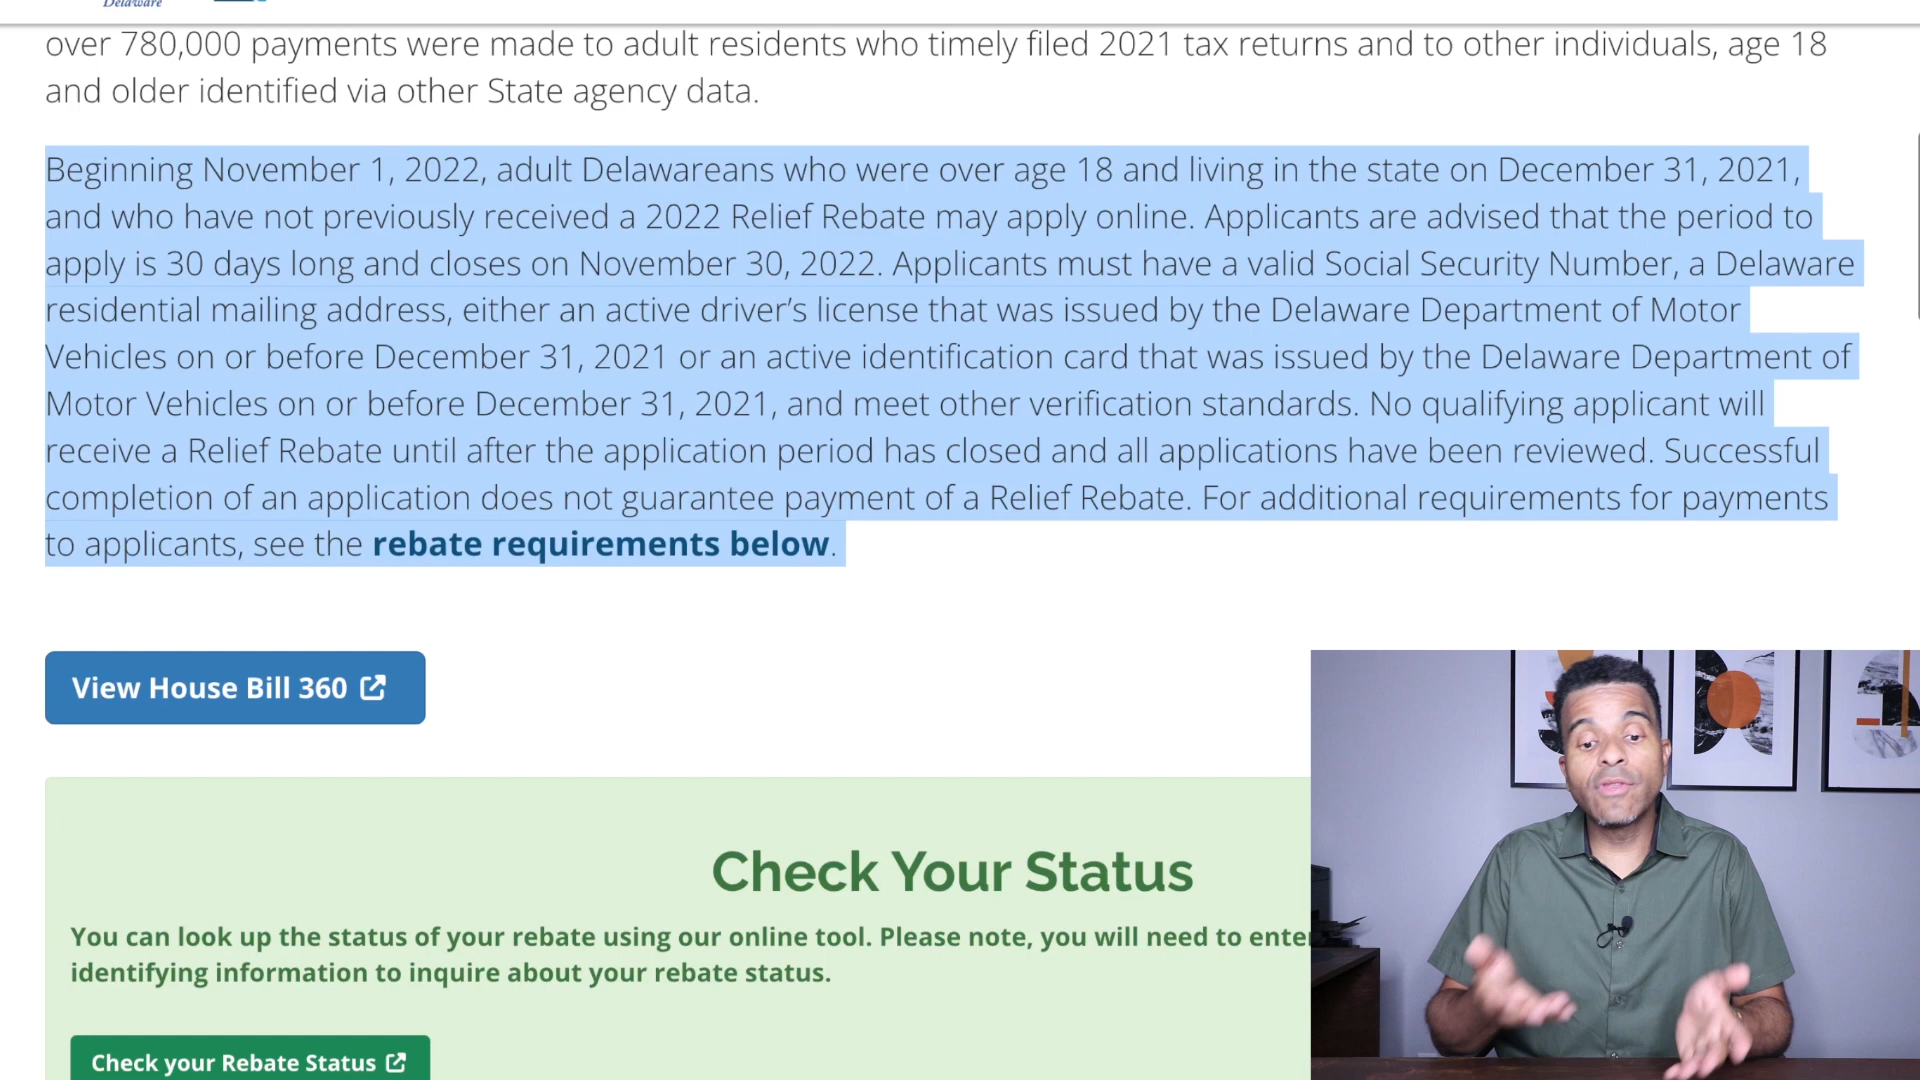 Delaware
over 780,000 payments were made to adult residents who timely filed 2021 tax returns and to other individuals, age 18
and older identified via other State agency data.
Beginning November 1, 2022, adult Delawareans who were over age 18 and living in the state on December 31, 2021,
and who have not previously received a 2022 Relief Rebate may apply online. Applicants are advised that the period to
apply is 30 days long and closes on November 30, 2022. Applicants must have a valid Social Security Number, a Delaware
residential mailing address, either an active driver’s license that was issued by the Delaware Department of Motor
Vehicles on or before December 31, 2021 or an active identification card that was issued by the Delaware Department of
Motor Vehicles on or before December 31, 2021, and meet other verification standards. No qualifying applicant will
receive a Relief Rebate until after the application period has closed and all applications have been reviewed. Successful
completion of an application does not guarantee payment of a Relief Rebate. For additional requirements for payments
to applicants, see the rebate requirements below.
View House Bill 360
Check Your Status
You can look up the status of your rebate using our online tool. Please note, you will need to enter
identifying information to inquire about your rebate status.
Check your Rebate Status